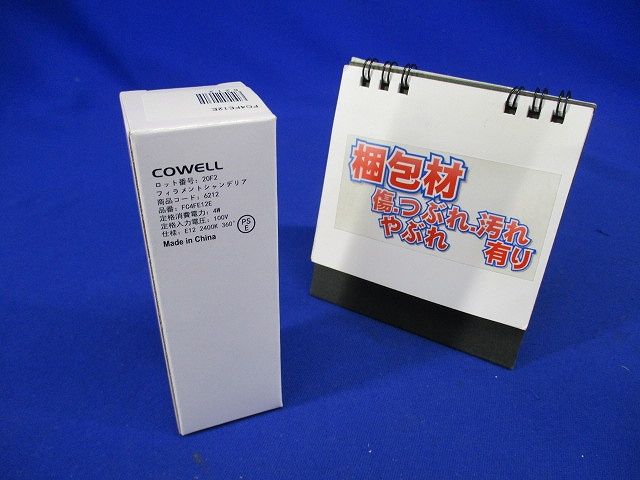 FC4FE12E
COWELL
ロット番号: 20F2
フィラメントシャンデリア
商品コード: 6212
品番: FC4FE12E
定格消費電力: 4W
定格入力電圧: 100V
仕様: E12 2400K 360°
Made in China
PS
E
梱包材
傷.つぶれ.汚れ
やぶれ 有り